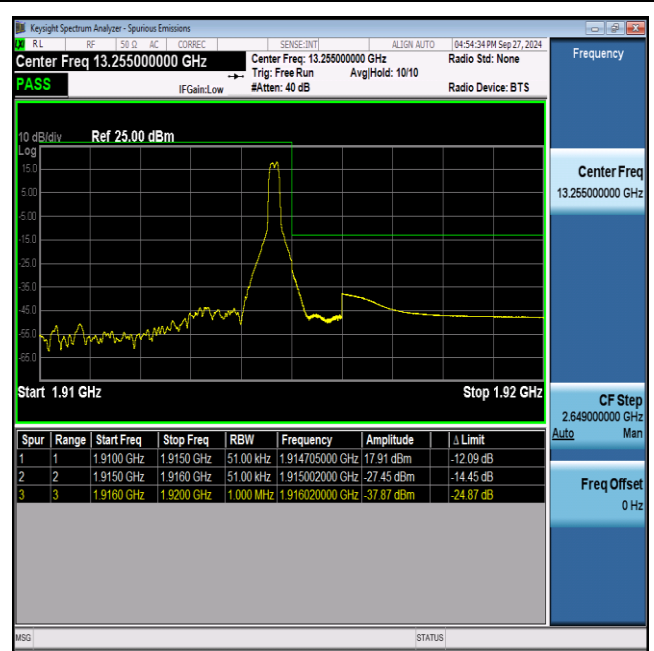 Keysight Spectrum Analyzer - Spurious Emissions
RL RF 50 Ω AC CORREC SENSE:INT ALIGN AUTO 04:54:34 PM Sep 27, 2024
Center Freq 13.255000000 GHz
Center Freq: 13.255000000 GHz
Radio Std: None
Trig: Free Run Avg|Hold: 10/10
PASS
IFGain:Low
#Atten: 40 dB
Radio Device: BTS
10 dB/div Ref 25.00 dBm
Log
15.0
5.00
-5.00
-15.0
-25.0
-35.0
-45.0
-55.0
-65.0
Start 1.91 GHz Stop 1.92 GHz
Spur Range Start Freq Stop Freq RBW Frequency Amplitude Δ Limit
1 1 1.9100 GHz 1.9150 GHz 51.00 kHz 1.914705000 GHz 17.91 dBm -12.09 dB
2 2 1.9150 GHz 1.9160 GHz 51.00 kHz 1.915002000 GHz -27.45 dBm -14.45 dB
3 3 1.9160 GHz 1.9200 GHz 1.000 MHz 1.916020000 GHz -37.87 dBm -24.87 dB
MSG STATUS
Frequency
Center Freq
13.255000000 GHz
CF Step
2.649000000 GHz
Auto Man
Freq Offset
0 Hz